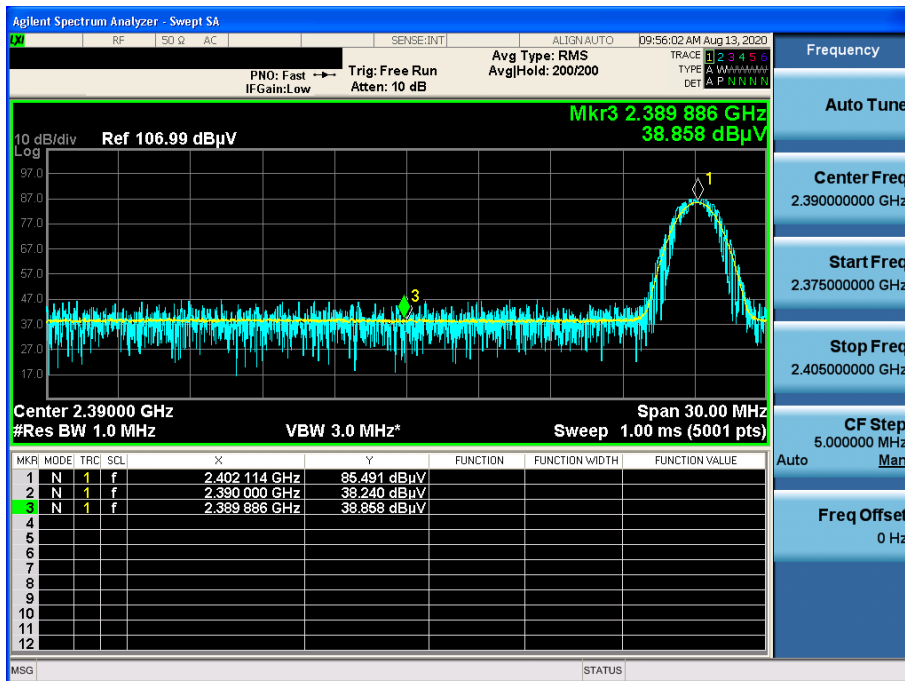 Agilent Spectrum Analyzer - Swept SA
LXI RF 50 Ω AC SENSE:INT ALIGN AUTO 09:56:02 AM Aug 13, 2020
Frequency
PNO: Fast Trig: Free Run Avg Type: RMS TRACE 1 2 3 4 5 6
IFGain:Low Atten: 10 dB Avg|Hold: 200/200 TYPE A WWWWW
DET A P N N N N
Auto Tune
Mkr3 2.389 886 GHz
38.858 dBµV
10 dB/div Ref 106.99 dBµV
Log
97.0
87.0
77.0
67.0
57.0
47.0
37.0
27.0
17.0
1
3
Center Freq
2.390000000 GHz
Start Freq
2.375000000 GHz
Stop Freq
2.405000000 GHz
Center 2.39000 GHz Span 30.00 MHz
#Res BW 1.0 MHz VBW 3.0 MHz* Sweep 1.00 ms (5001 pts)
CF Step
5.000000 MHz
Auto Man
Freq Offset
0 Hz
MKR MODE TRC SCL X Y FUNCTION FUNCTION WIDTH FUNCTION VALUE
1 N 1 f 2.402 114 GHz 85.491 dBµV
2 N 1 f 2.390 000 GHz 38.240 dBµV
3 N 1 f 2.389 886 GHz 38.858 dBµV
4
5
6
7
8
9
10
11
12
MSG STATUS